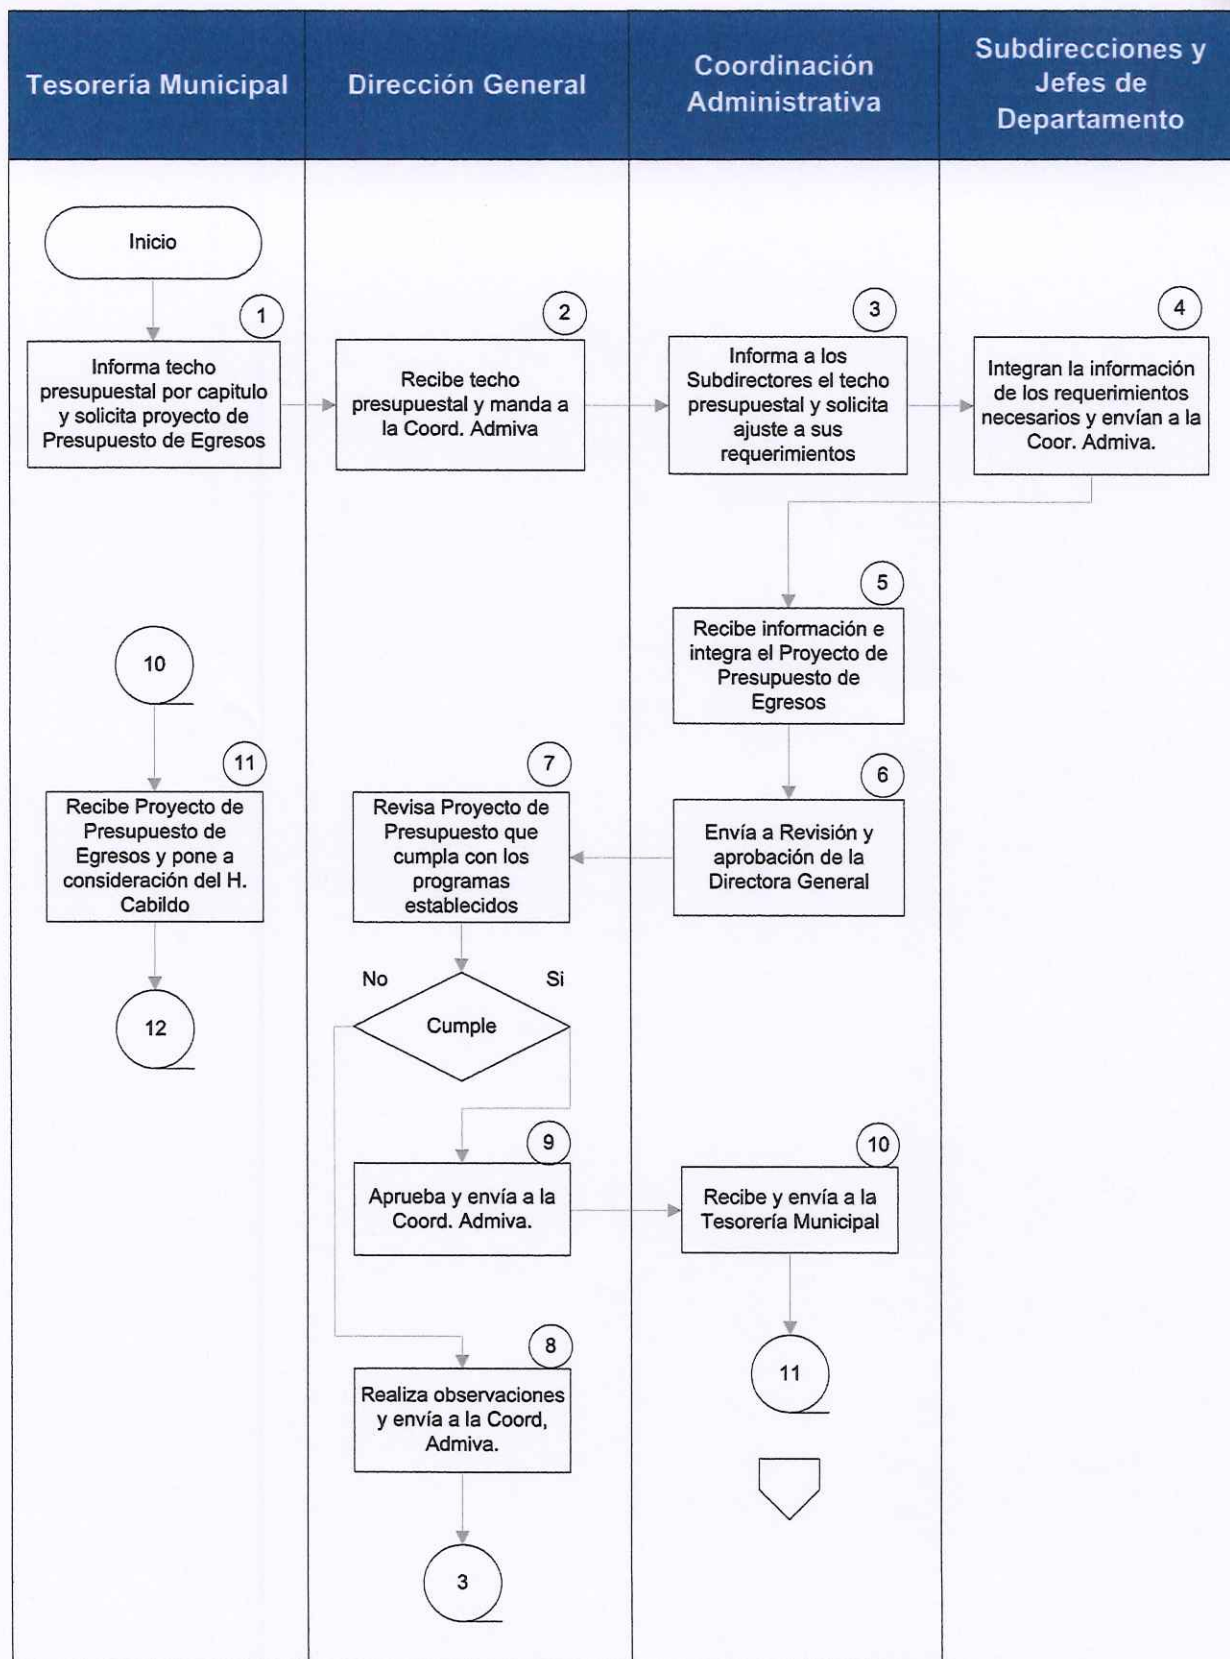 Tesorería Municipal
Dirección General
Coordinación
Administrativa
Subdirecciones y
Jefes de
Departamento
Inicio
1
Informa techo
presupuestal por capitulo
y solicita proyecto de
Presupuesto de Egresos
2
Recibe techo
presupuestal y manda a
la Coord. Admiva
3
Informa a los
Subdirectores el techo
presupuestal y solicita
ajuste a sus
requerimientos
4
Integran la información
de los requerimientos
necesarios y envían a la
Coor. Admiva.
5
Recibe información e
integra el Proyecto de
Presupuesto de
Egresos
6
Envía a Revisión y
aprobación de la
Directora General
7
Revisa Proyecto de
Presupuesto que
cumpla con los
programas
establecidos
No
Si
Cumple
9
Aprueba y envía a la
Coord. Admiva.
10
Recibe y envía a la
Tesorería Municipal
11
8
Realiza observaciones
y envía a la Coord,
Admiva.
3
10
11
Recibe Proyecto de
Presupuesto de
Egresos y pone a
consideración del H.
Cabildo
12